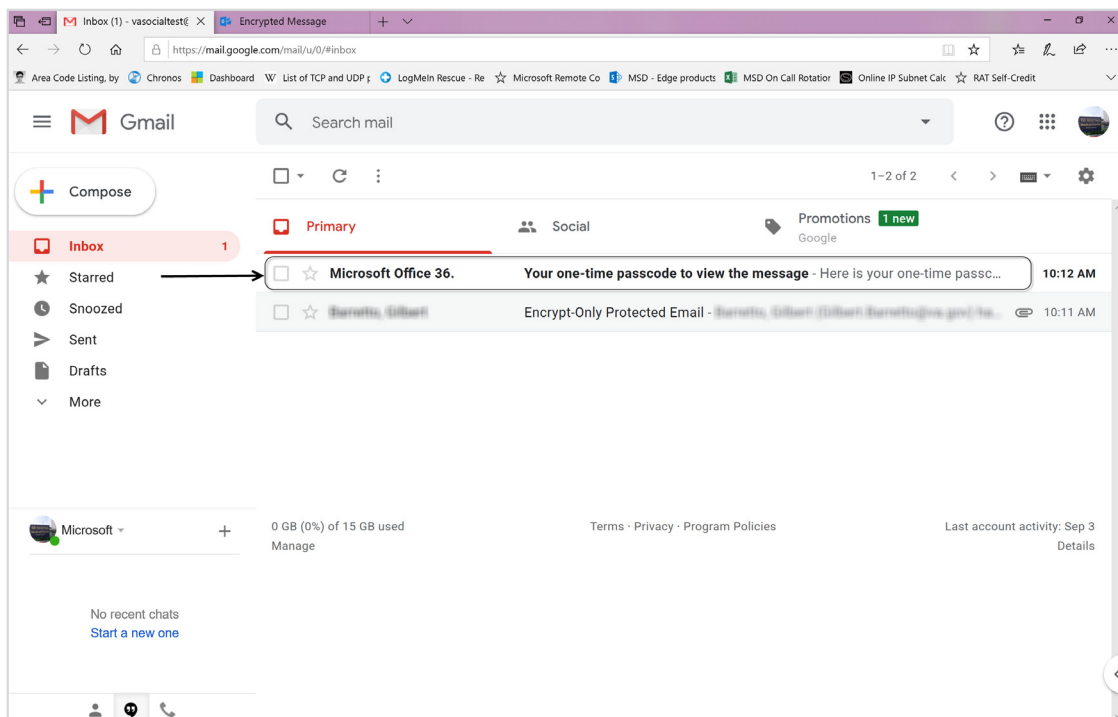 Inbox (1) - vasocialtest@ Encrypted Message
https://mail.google.com/mail/u/0/#inbox
Area Code Listing, by Chronos Dashboard W List of TCP and UDP p LogMeIn Rescue - Re Microsoft Remote Co MSD - Edge products MSD On Call Rotation Online IP Subnet Calc RAT Self-Credit
Gmail Search mail
Compose 1–2 of 2
Primary Social Promotions 1 new
Google
Inbox 1
Microsoft Office 36. Your one-time passcode to view the message - Here is your one-time passc... 10:12 AM
Starred
Snoozed
Encrypt-Only Protected Email - 10:11 AM
Sent
Drafts
More
Microsoft
0 GB (0%) of 15 GB used Terms · Privacy · Program Policies Last account activity: Sep 3
Manage Details
No recent chats
Start a new one